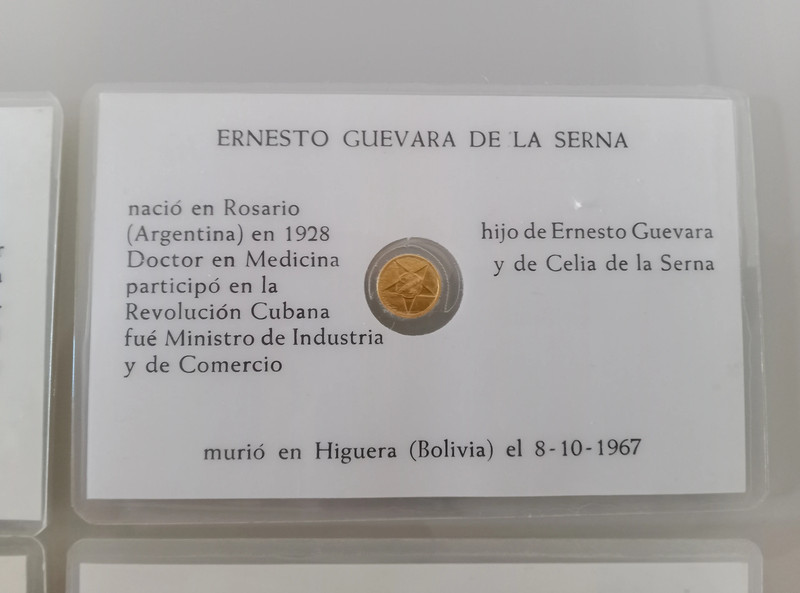 ERNESTO GUEVARA DE LA SERNA
nació en Rosario
(Argentina) en 1928
Doctor en Medicina
participó en la
Revolución Cubana
fué Ministro de Industria
y de Comercio
hijo de Ernesto Guevara
y de Celia de la Serna
murió en Higuera (Bolivia) el 8-10-1967